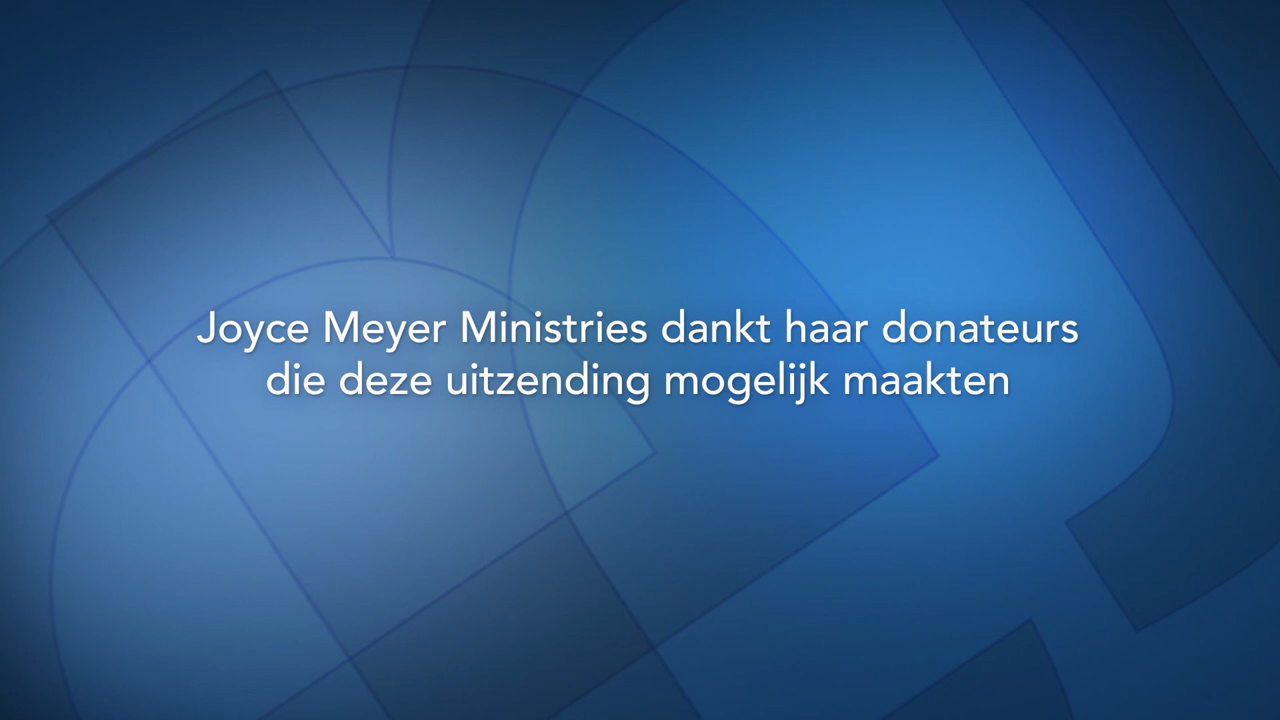 Joyce Meyer Ministries dankt haar donateurs
die deze uitzending mogelijk maakten